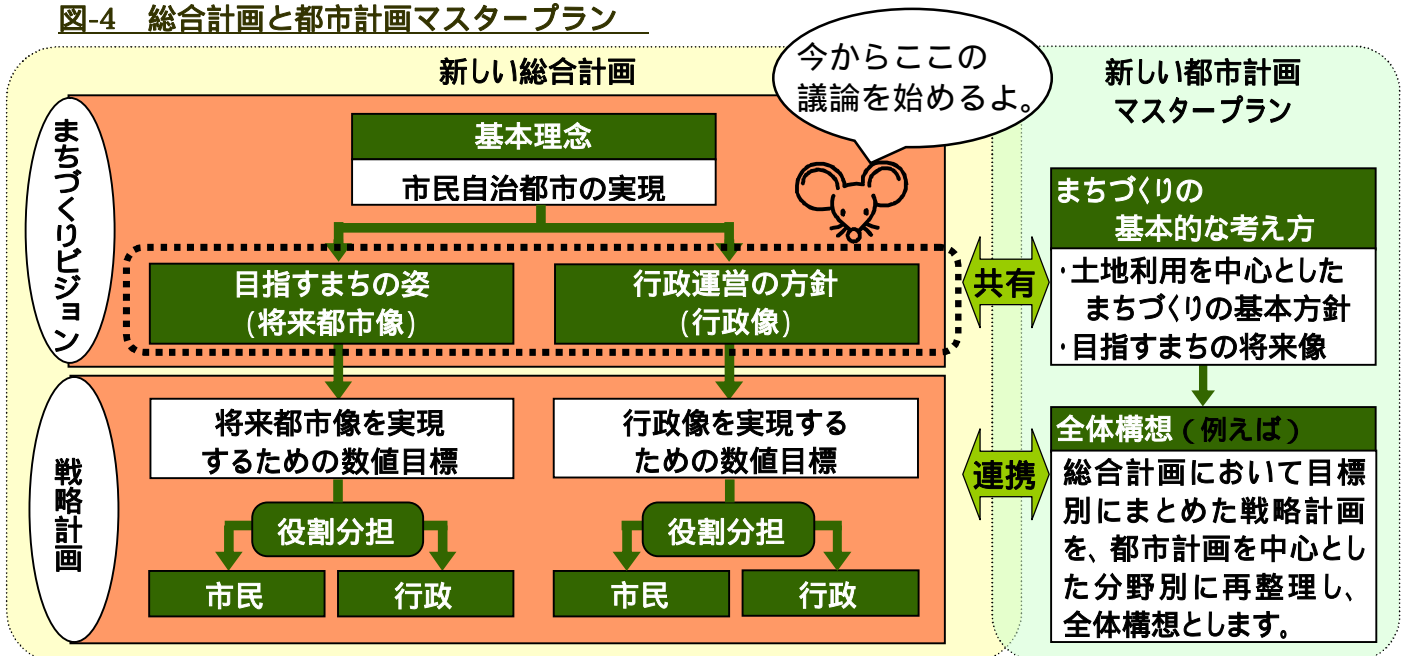 図-4 総合計画と都市計画マスタープラン
新しい総合計画
今からここの
議論を始めるよ。
新しい都市計画
マスタープラン
まちづくりビジョン
基本理念
市民自治都市の実現
目指すまちの姿
(将来都市像)
行政運営の方針
(行政像)
共有
まちづくりの
基本的な考え方
・土地利用を中心とした
まちづくりの基本方針
・目指すまちの将来像
戦略計画
将来都市像を実現
するための数値目標
行政像を実現する
ための数値目標
役割分担
役割分担
市民
行政
市民
行政
連携
全体構想(例えば)
総合計画において目標
別にまとめた戦略計画
を、都市計画を中心とし
た分野別に再整理し、
全体構想とします。